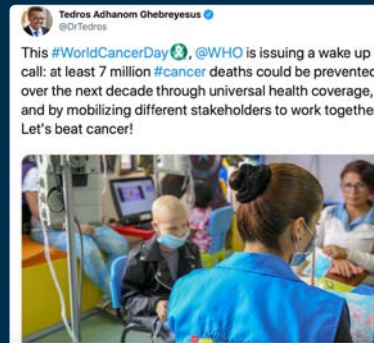 Tedros Adhanom Ghebreyesus
@DrTedros
This #WorldCancerDay, @WHO is issuing a wake up
call: at least 7 million #cancer deaths could be prevented
over the next decade through universal health coverage,
and by mobilizing different stakeholders to work together
Let's beat cancer!